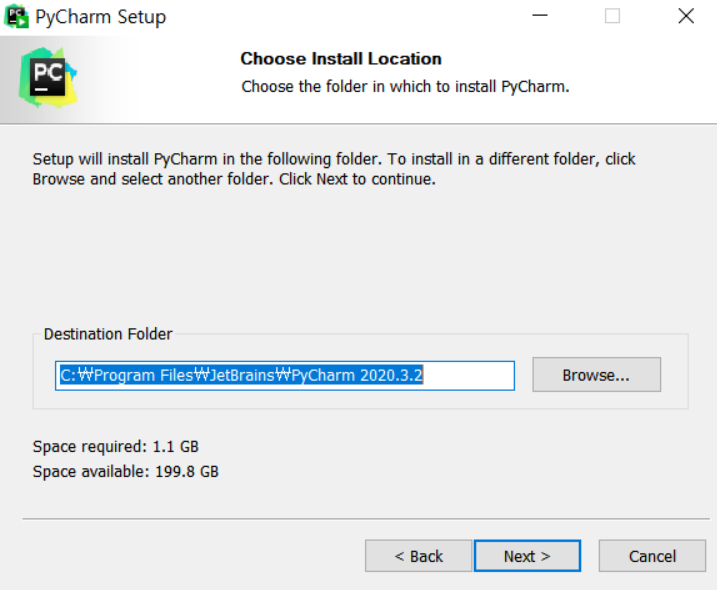 PyCharm Setup
PC
Choose Install Location
Choose the folder in which to install PyCharm.
Setup will install PyCharm in the following folder. To install in a different folder, click
Browse and select another folder. Click Next to continue.
Destination Folder
C:₩Program Files₩JetBrains₩PyCharm 2020.3.2
Browse...
Space required: 1.1 GB
Space available: 199.8 GB
< Back
Next >
Cancel